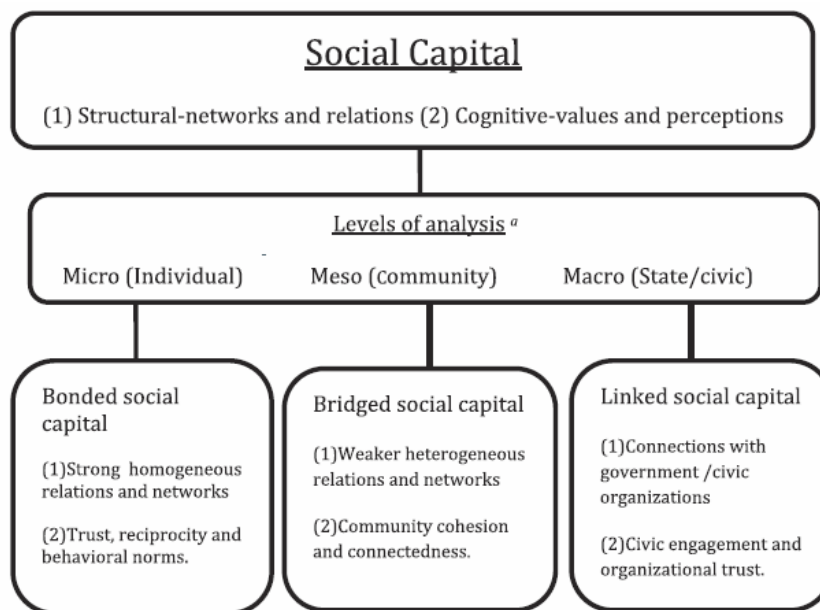 Social Capital
(1) Structural-networks and relations (2) Cognitive-values and perceptions
Levels of analysis a
Micro (Individual) Meso (Community) Macro (State/civic)
Bonded social
capital
(1)Strong homogeneous
relations and networks
(2)Trust, reciprocity and
behavioral norms.
Bridged social capital
(1)Weaker heterogeneous
relations and networks
(2)Community cohesion
and connectedness.
Linked social capital
(1)Connections with
government /civic
organizations
(2)Civic engagement and
organizational trust.